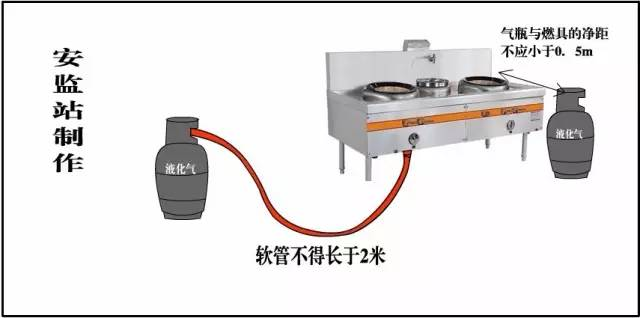 安监站制作
气瓶与燃具的净距
不应小于0. 5m
液化气
液化气
软管不得长于2米